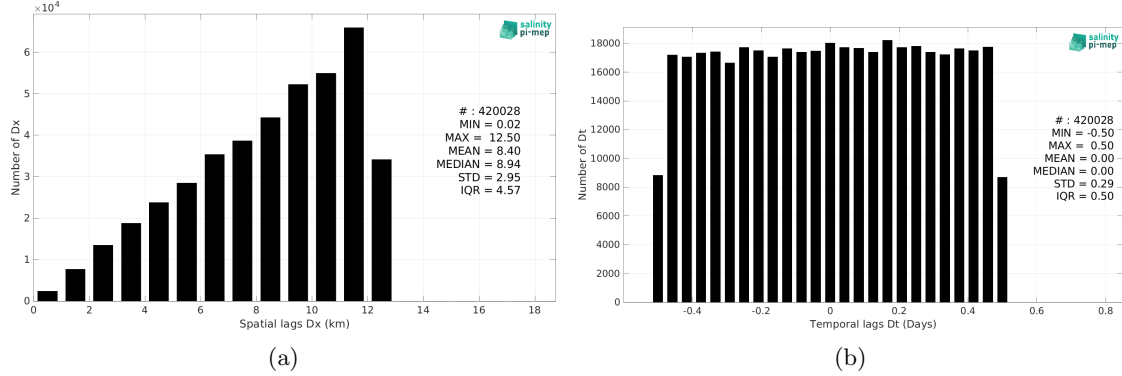 ×10⁴
salinity
pi-mep
6
5
4
3
2
1
0
Number of Dx
# : 420028
MIN = 0.02
MAX = 12.50
MEAN = 8.40
MEDIAN = 8.94
STD = 2.95
IQR = 4.57
0 2 4 6 8 10 12 14 16 18
Spatial lags Dx (km)
(a)
salinity
pi-mep
18000
16000
14000
12000
10000
8000
6000
4000
2000
0
Number of Dt
# : 420028
MIN = -0.50
MAX = 0.50
MEAN = 0.00
MEDIAN = 0.00
STD = 0.29
IQR = 0.50
-0.4 -0.2 0 0.2 0.4 0.6 0.8
Temporal lags Dt (Days)
(b)